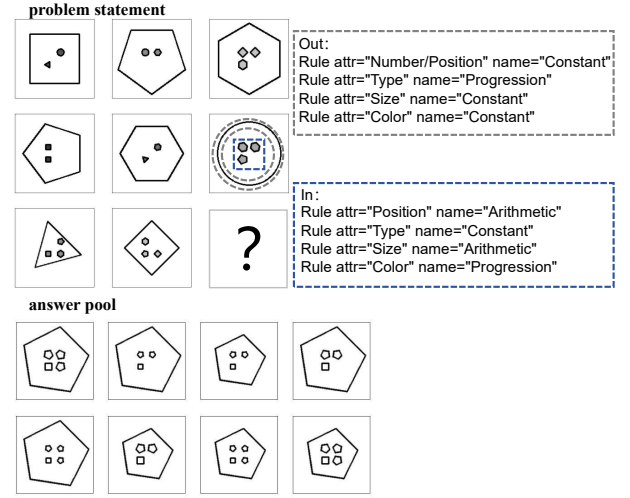 problem statement
Out:
Rule attr="Number/Position" name="Constant"
Rule attr="Type" name="Progression"
Rule attr="Size" name="Constant"
Rule attr="Color" name="Constant"
In:
Rule attr="Position" name="Arithmetic"
Rule attr="Type" name="Constant"
Rule attr="Size" name="Arithmetic"
Rule attr="Color" name="Progression"
?
answer pool